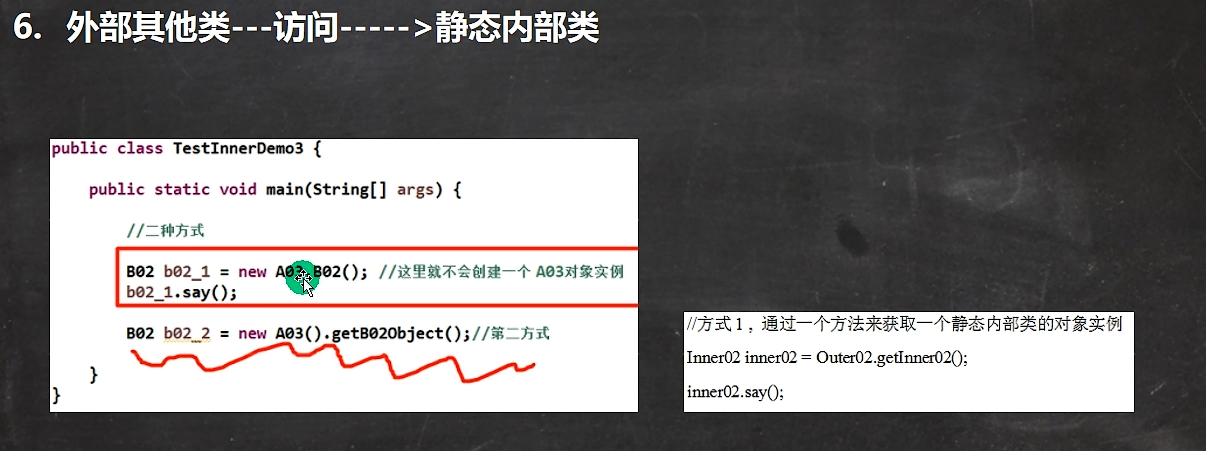 6. 外部其他类---访问----->静态内部类
public class TestInnerDemo3 {
public static void main(String[] args) {
//二种方式
B02 b02_1 = new A03.B02(); //这里就不会创建一个 A03对象实例
b02_1.say();
B02 b02_2 = new A03().getB02Object();//第二方式
}
}
//方式 1，通过一个方法来获取一个静态内部类的对象实例
Inner02 inner02 = Outer02.getInner02();
inner02.say();